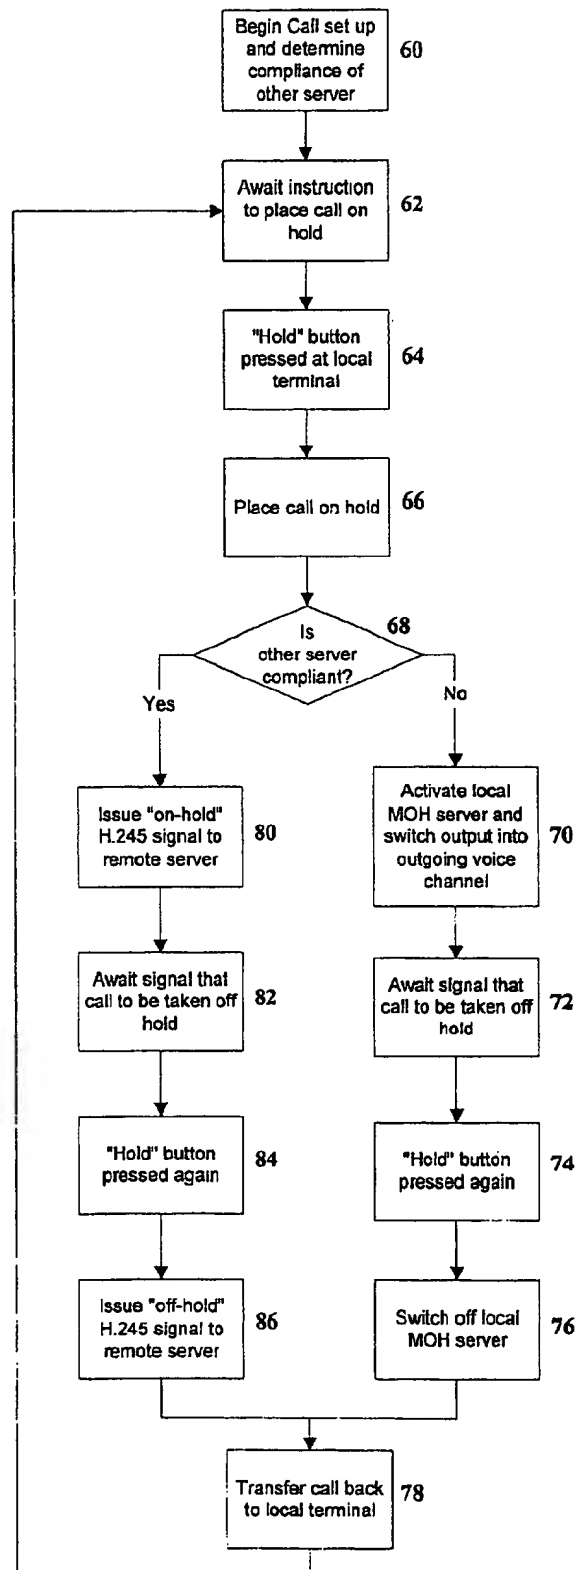 Begin Call set up
and determine
compliance of
other server
60
Await instruction
to place call on
hold
62
"Hold" button
pressed at local
terminal
64
Place call on hold
66
Is
other server
compliant?
68
Yes
No
Issue "on-hold"
H.245 signal to
remote server
80
Activate local
MOH server and
switch output into
outgoing voice
channel
70
Await signal that
call to be taken off
hold
82
Await signal that
call to be taken off
hold
72
"Hold" button
pressed again
84
"Hold" button
pressed again
74
Issue "off-hold"
H.245 signal to
remote server
86
Switch off local
MOH server
76
Transfer call back
to local terminal
78